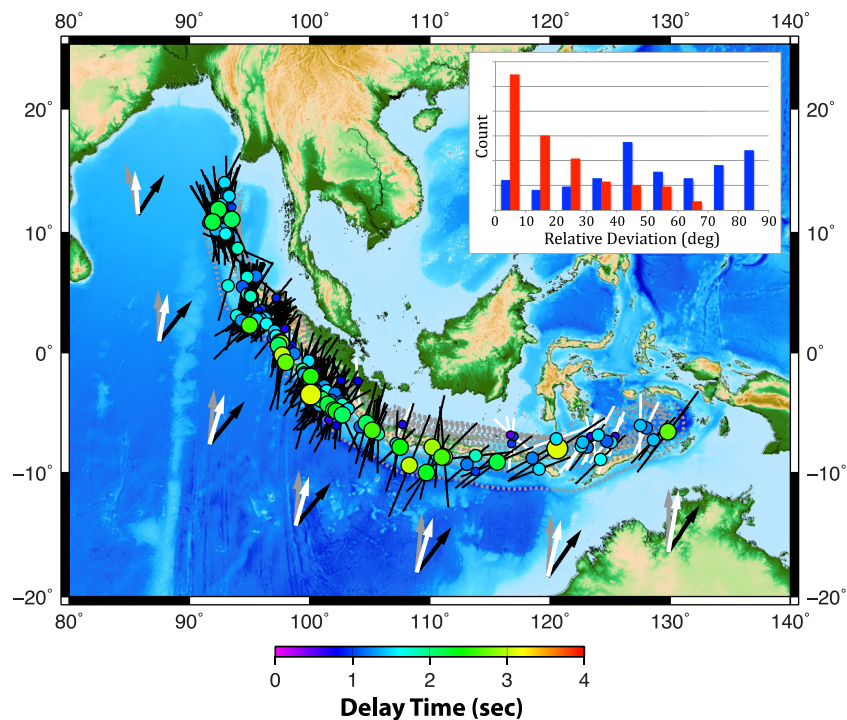 80˚ 90˚ 100˚ 110˚ 120˚ 130˚ 140˚
20˚ 20˚
10˚ 10˚
0˚ 0˚
−10˚ −10˚
−20˚ −20˚
Count
0 10 20 30 40 50 60 70 80 90
Relative Deviation (deg)
80˚ 90˚ 100˚ 110˚ 120˚ 130˚ 140˚
0 1 2 3 4
Delay Time (sec)